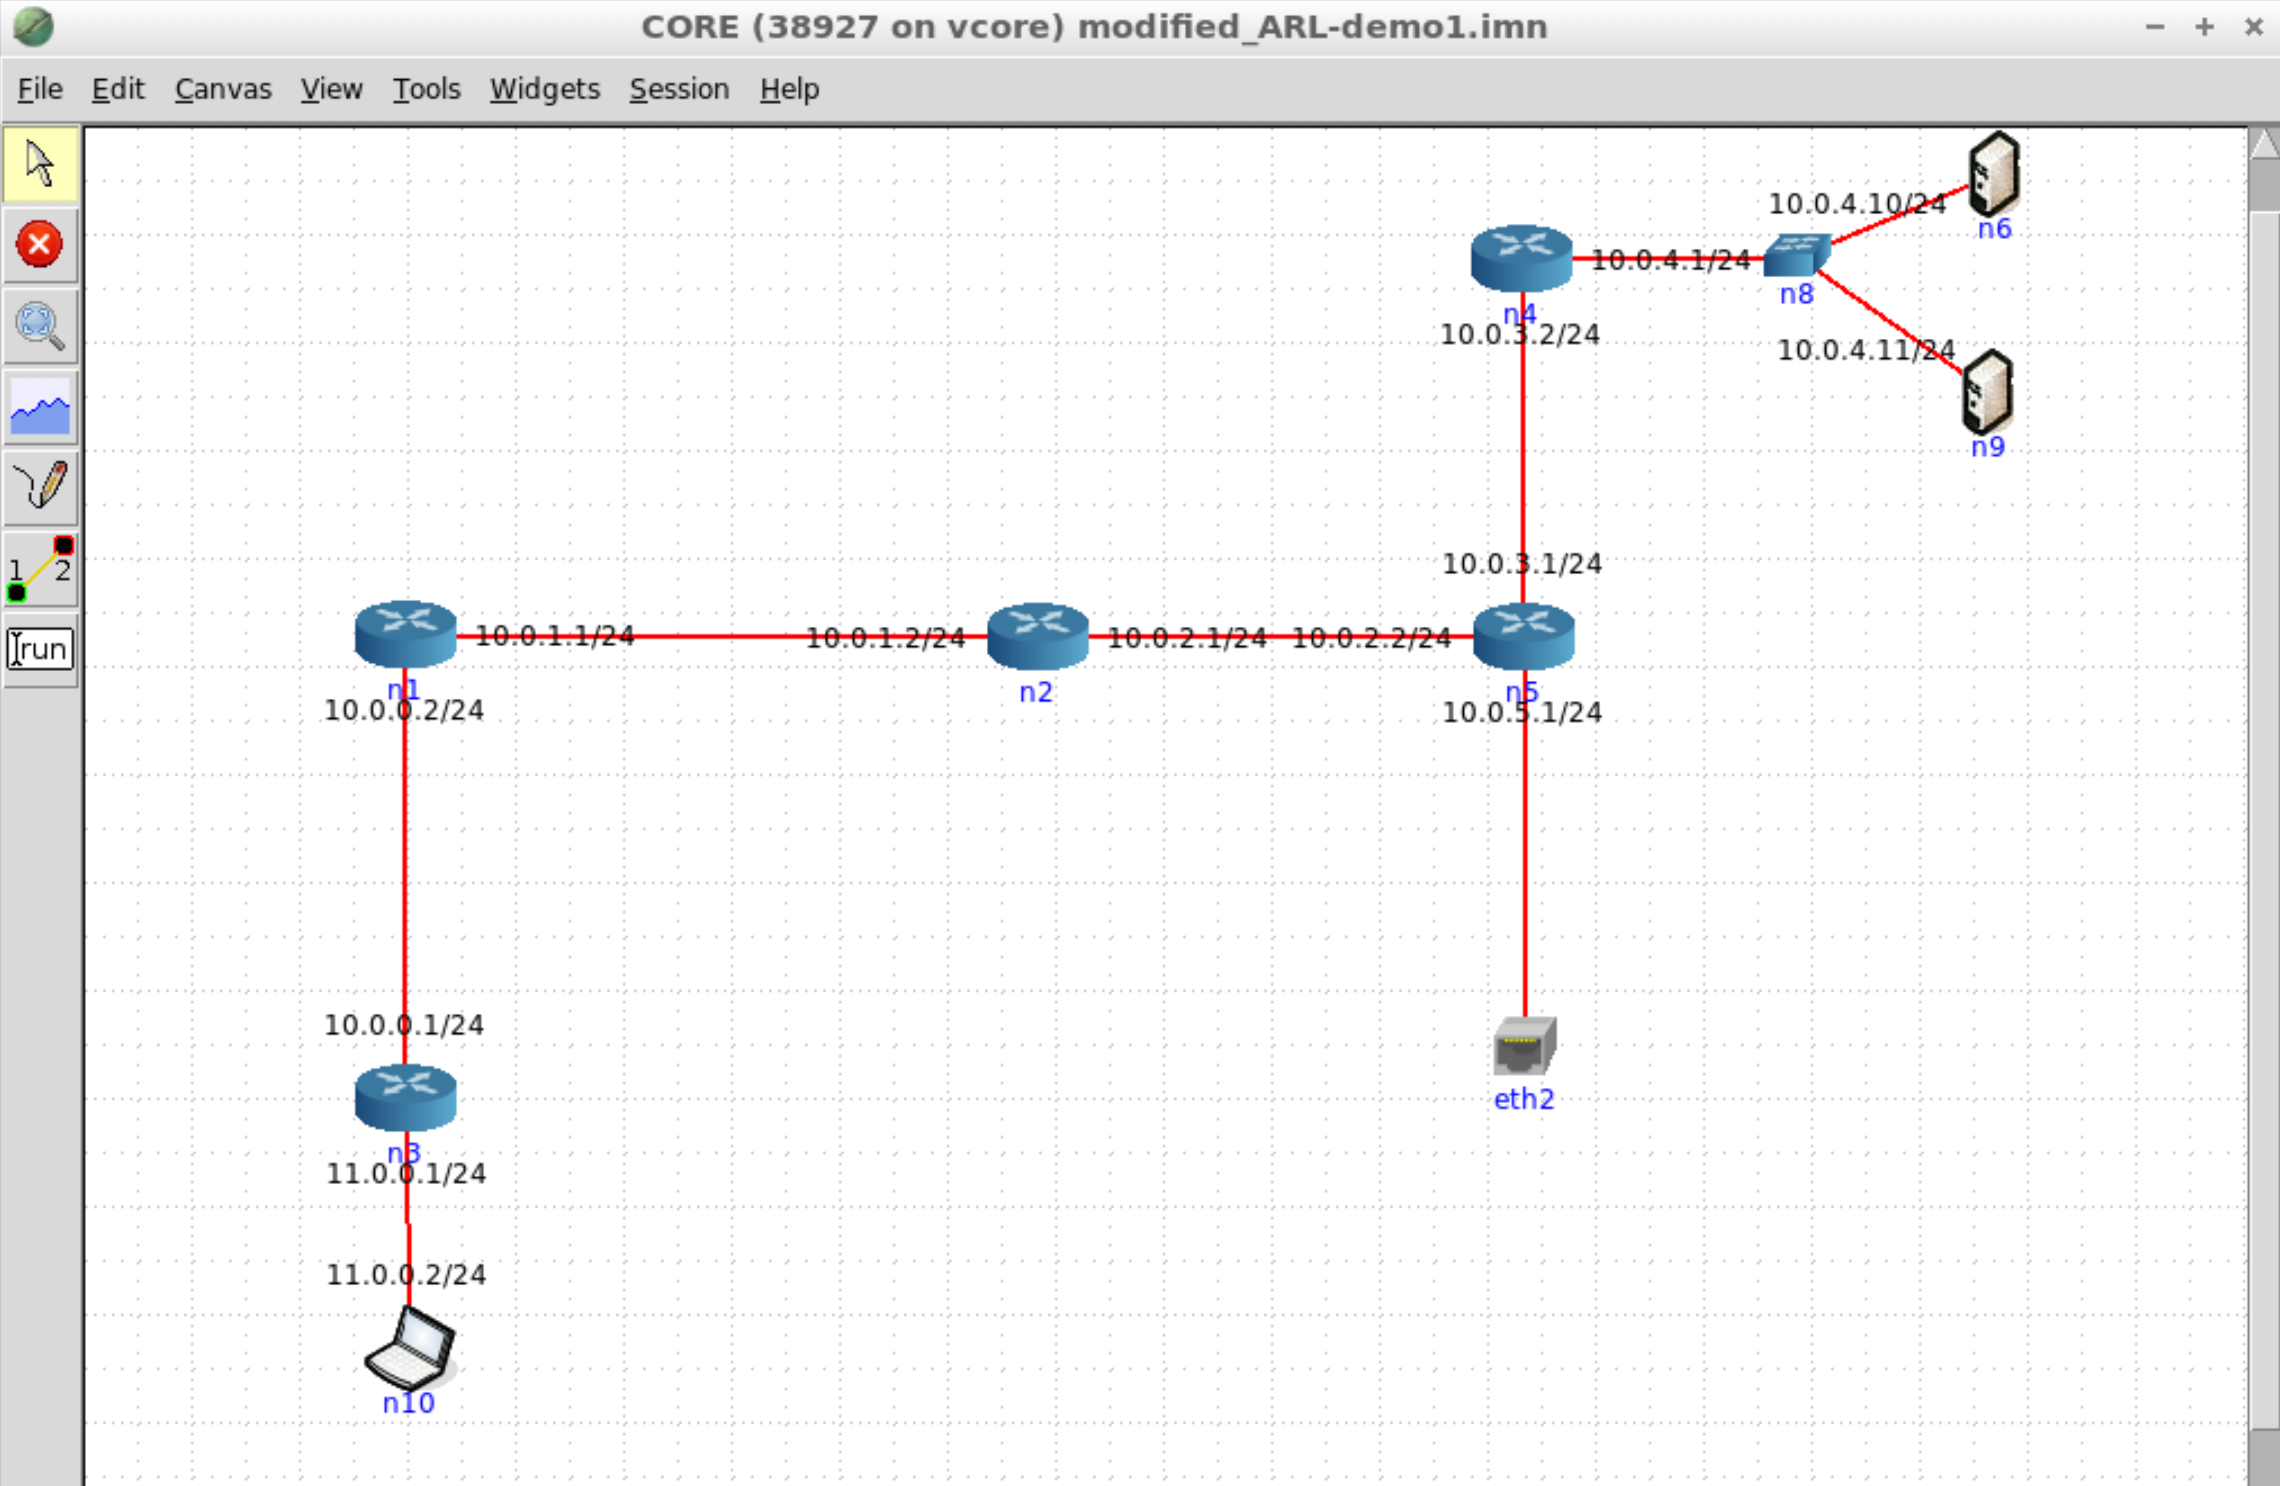 CORE (38927 on vcore) modified_ARL-demo1.imn
File Edit Canvas View Tools Widgets Session Help
10.0.4.10/24
n6
10.0.4.1/24
n8
n4
10.0.3.2/24
10.0.4.11/24
n9
10.0.3.1/24
1 2
run
10.0.1.1/24 10.0.1.2/24 10.0.2.1/24 10.0.2.2/24
n1 n2 n5
10.0.0.2/24 10.0.5.1/24
10.0.0.1/24
eth2
n3
11.0.0.1/24
11.0.0.2/24
n10